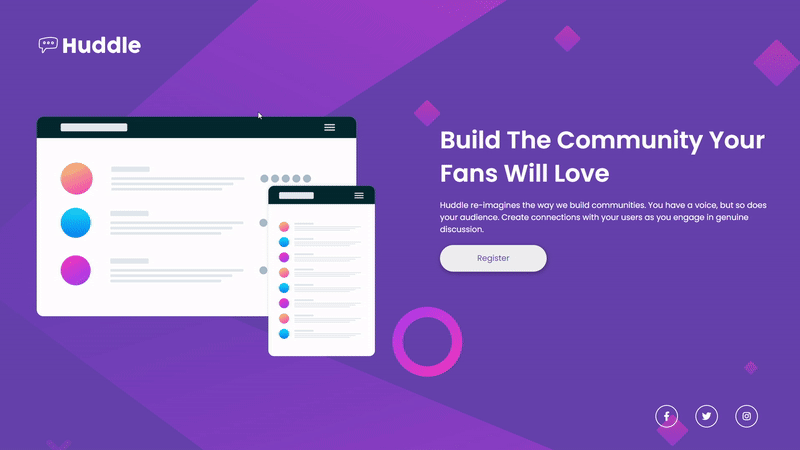 Huddle
Build The Community Your
Fans Will Love
Huddle re-imagines the way we build communities. You have a voice, but so does
your audience. Create connections with your users as you engage in genuine
discussion.
Register